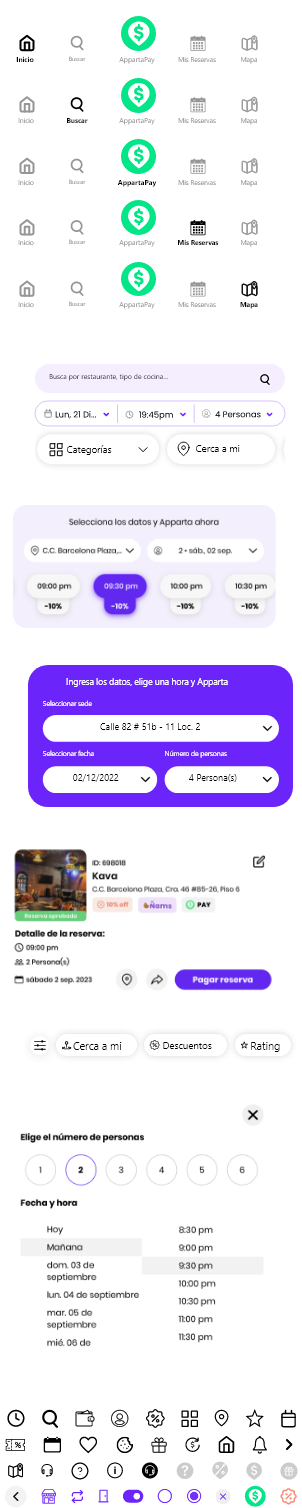 Inicio Buscar AppartaPay Mis Reservas Mapa
Inicio Buscar AppartaPay Mis Reservas Mapa
Inicio Buscar AppartaPay Mis Reservas Mapa
Inicio Buscar AppartaPay Mis Reservas Mapa
Inicio Buscar AppartaPay Mis Reservas Mapa
Busca por restaurante, tipo de cocina...
Lun, 21 Di... 19:45pm 4 Personas
Categorías Cerca a mi
Selecciona los datos y Apparta ahora
C.C. Barcelona Plaza,... 2 • sáb, 02 sep.
09:00 pm 09:30 pm 10:00 pm 10:30 pm
-10% -10% -10% -10%
Ingresa los datos, elige una hora y Apparta
Seleccionar sede
Calle 82 # 51b - 11 Loc. 2
Seleccionar fecha Número de personas
02/12/2022 4 Persona(s)
ID: 698018
Kava
C.C. Barcelona Plaza, Cra. 46 #85-26, Piso 6
10% off Ñams PAY
Reserva aprobada
Detalle de la reserva:
09:00 pm
2 Persona(s)
sábado 2 sep. 2023 Pagar reserva
Cerca a mi Descuentos Rating
Elige el número de personas
1 2 3 4 5 6
Fecha y hora
Hoy 8:30 pm
Mañana 9:00 pm
dom. 03 de septiembre 9:30 pm
10:00 pm
lun. 04 de septiembre 10:30 pm
mar. 05 de septiembre 11:00 pm
mié. 06 de 11:30 pm